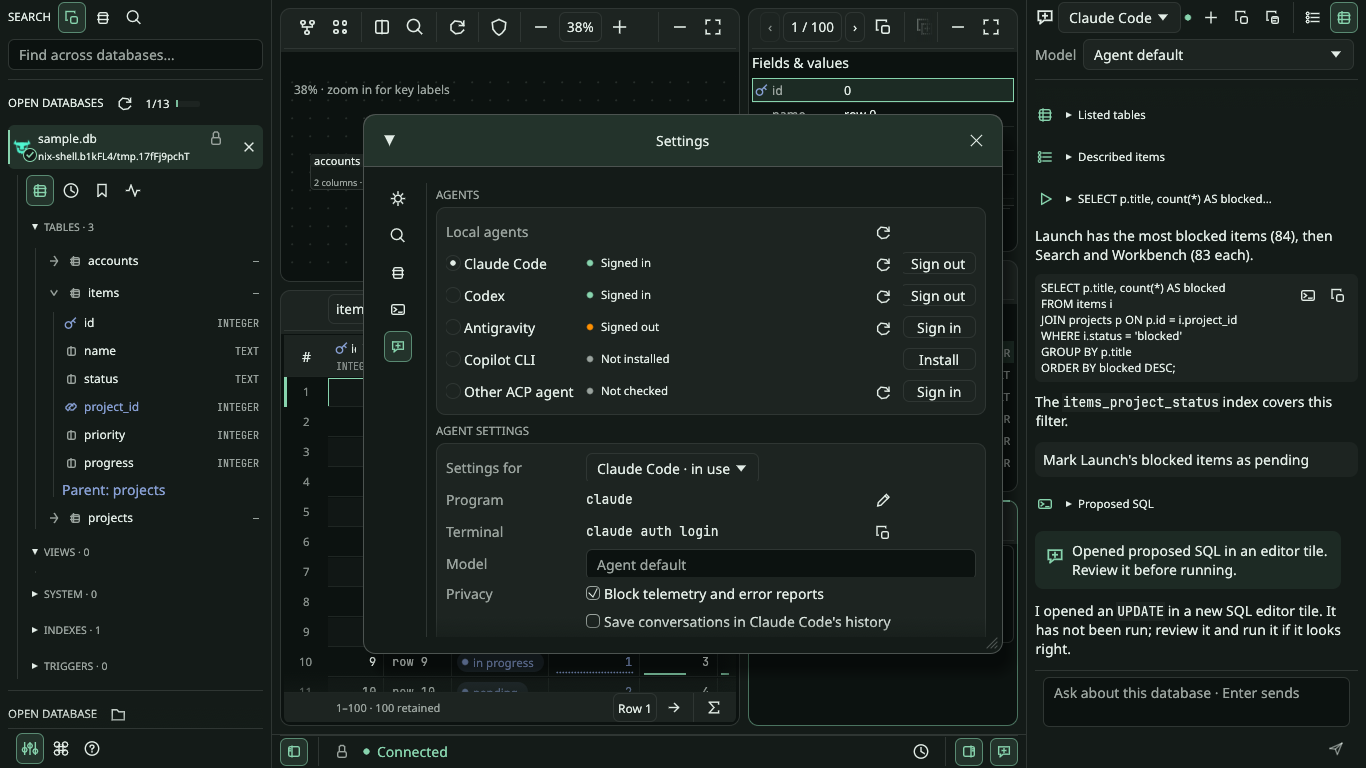 SEARCH
Find across databases...
OPEN DATABASES 1/13
sample.db
nix-shell.b1kFL4/tmp.17fFj9pchT
TABLES · 3
accounts –
items –
id INTEGER
name TEXT
status TEXT
project_id INTEGER
priority INTEGER
progress INTEGER
Parent: projects
projects –
VIEWS · 0
SYSTEM · 0
INDEXES · 1
TRIGGERS · 0
OPEN DATABASE
38%
38% · zoom in for key labels
accounts
2 columns ·
1 / 100
Fields & values
id 0
Settings
AGENTS
Local agents
Claude Code Signed in Sign out
Codex Signed in Sign out
Antigravity Signed out Sign in
Copilot CLI Not installed Install
Other ACP agent Not checked Sign in
AGENT SETTINGS
Settings for Claude Code · in use
Program claude
Terminal claude auth login
Model Agent default
Privacy Block telemetry and error reports
Save conversations in Claude Code's history
item
#
1
2
3
4
5
6
7
8
9
10 9 row 9 in progress 1 3
11 10 row 10 pending 2 4
1–100 · 100 retained Row 1
Connected
Claude Code
Model Agent default
Listed tables
Described items
SELECT p.title, count(*) AS blocked...
Launch has the most blocked items (84), then
Search and Workbench (83 each).
SELECT p.title, count(*) AS blocked
FROM items i
JOIN projects p ON p.id = i.project_id
WHERE i.status = 'blocked'
GROUP BY p.title
ORDER BY blocked DESC;
The items_project_status index covers this
filter.
Mark Launch's blocked items as pending
Proposed SQL
Opened proposed SQL in an editor tile.
Review it before running.
I opened an UPDATE in a new SQL editor tile. It
has not been run; review it and run it if it looks
right.
Ask about this database · Enter sends